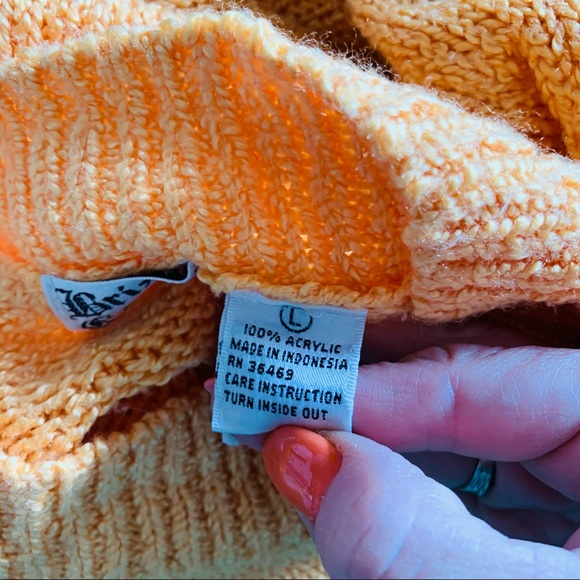 L
100% ACRYLIC
MADE IN INDONESIA
RN 36469
CARE INSTRUCTION
TURN INSIDE OUT